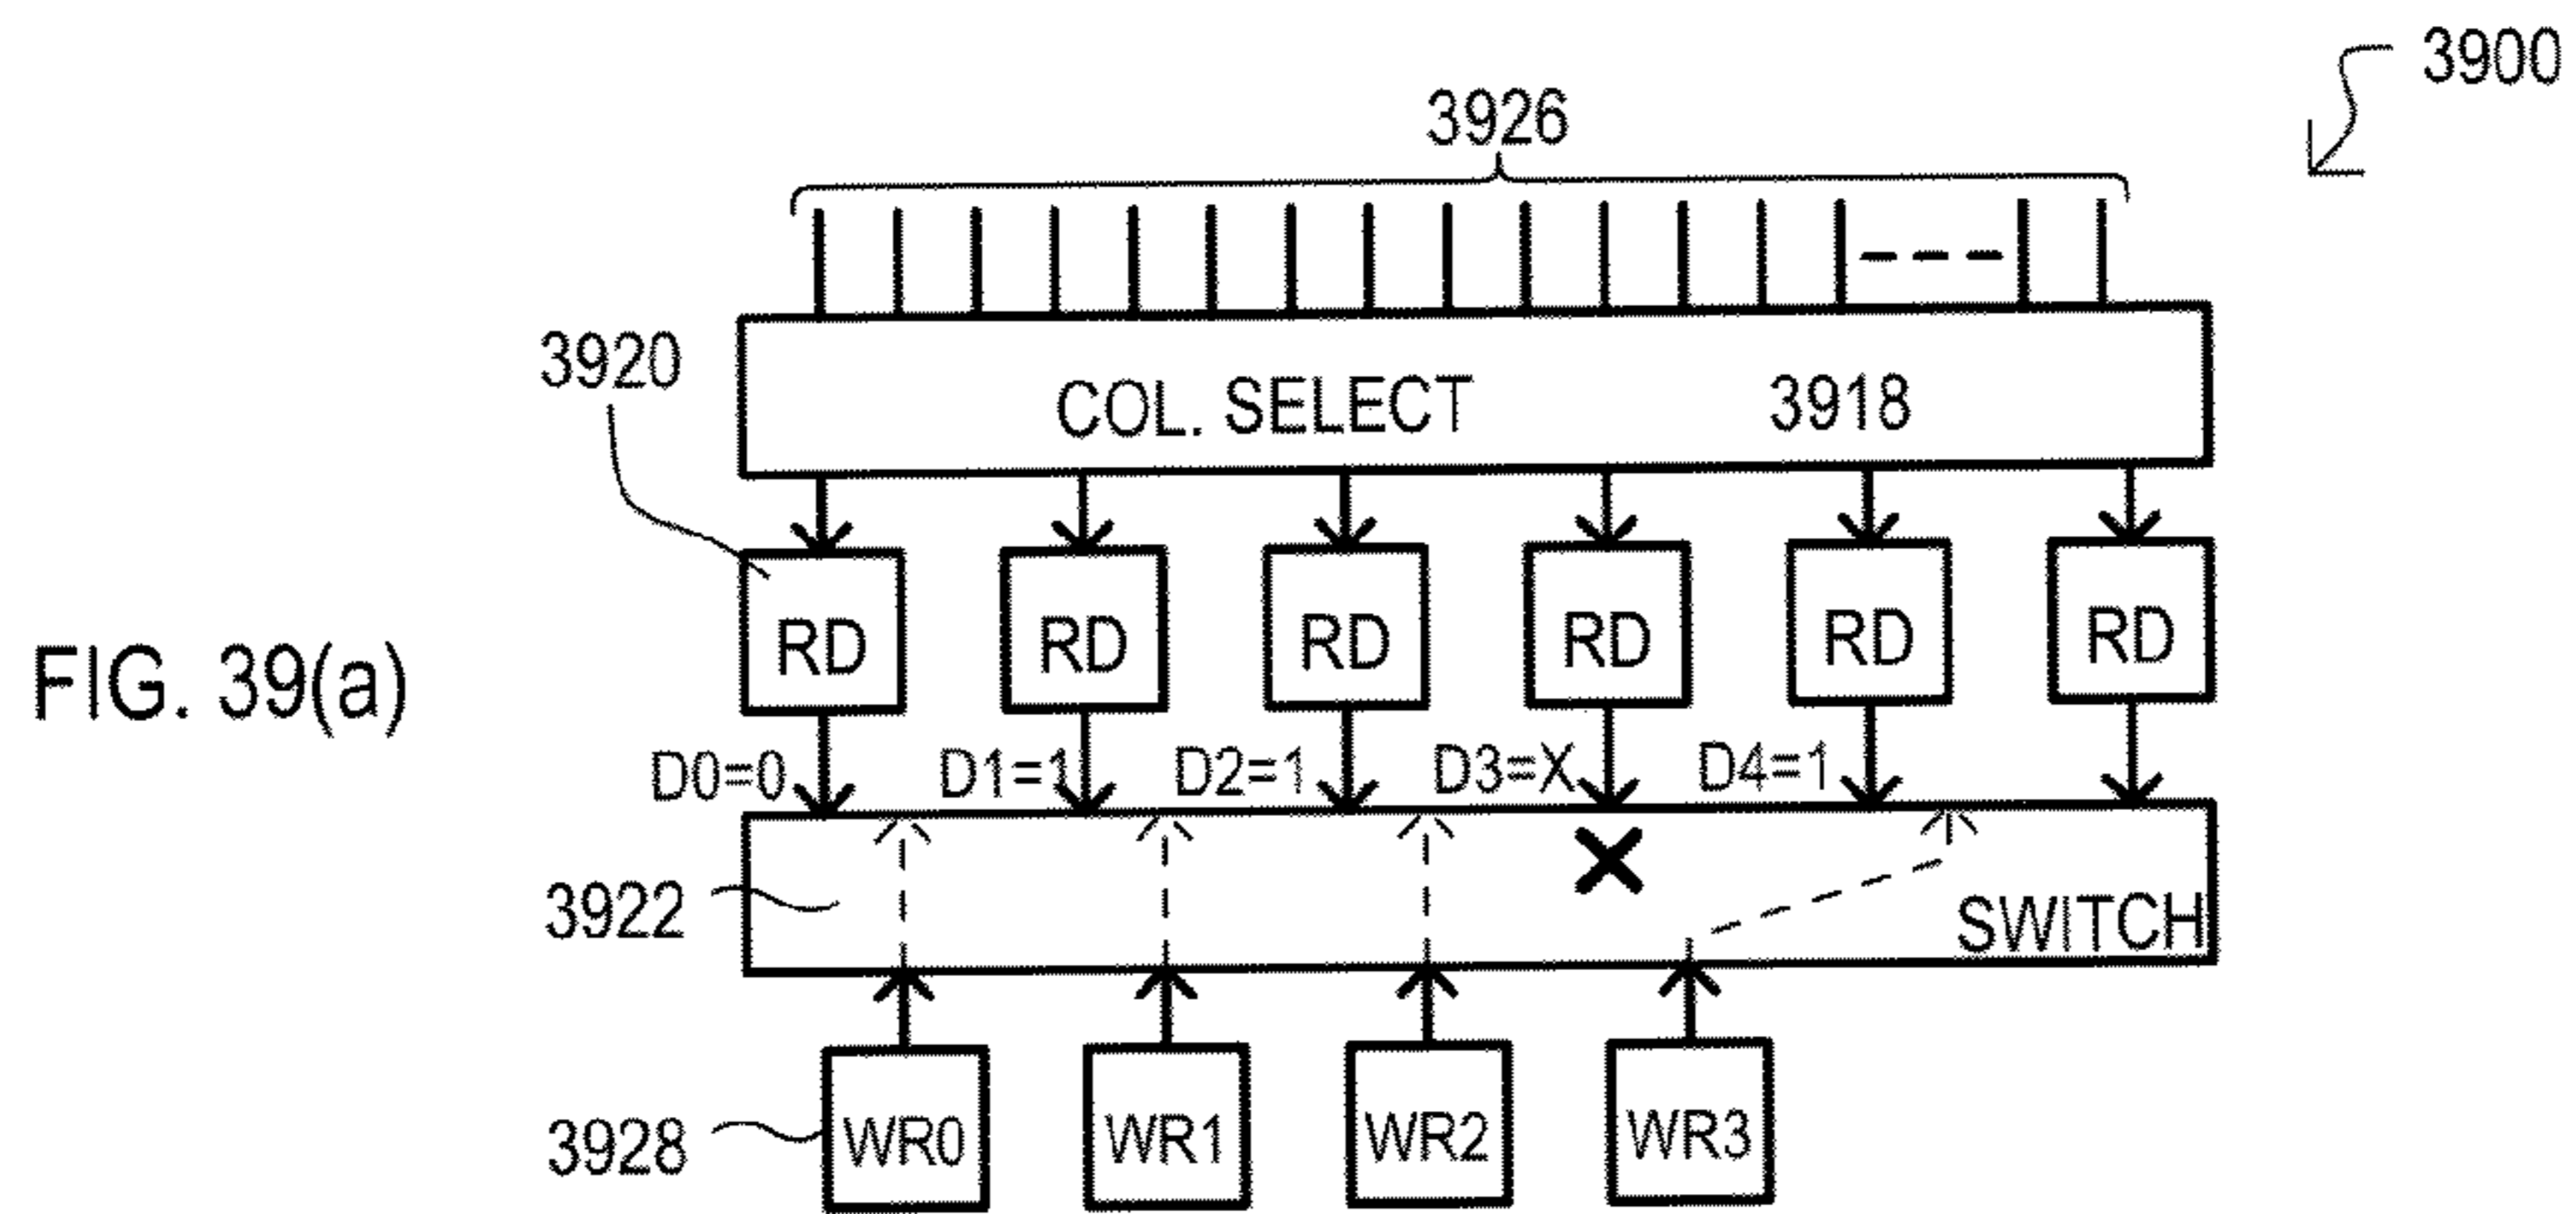 3900
3926
3920
COL. SELECT 3918
RD RD RD RD RD RD
FIG. 39(a)
D0=0 D1=1 D2=1 D3=X D4=1
3922
SWITCH
3928
WR0 WR1 WR2 WR3